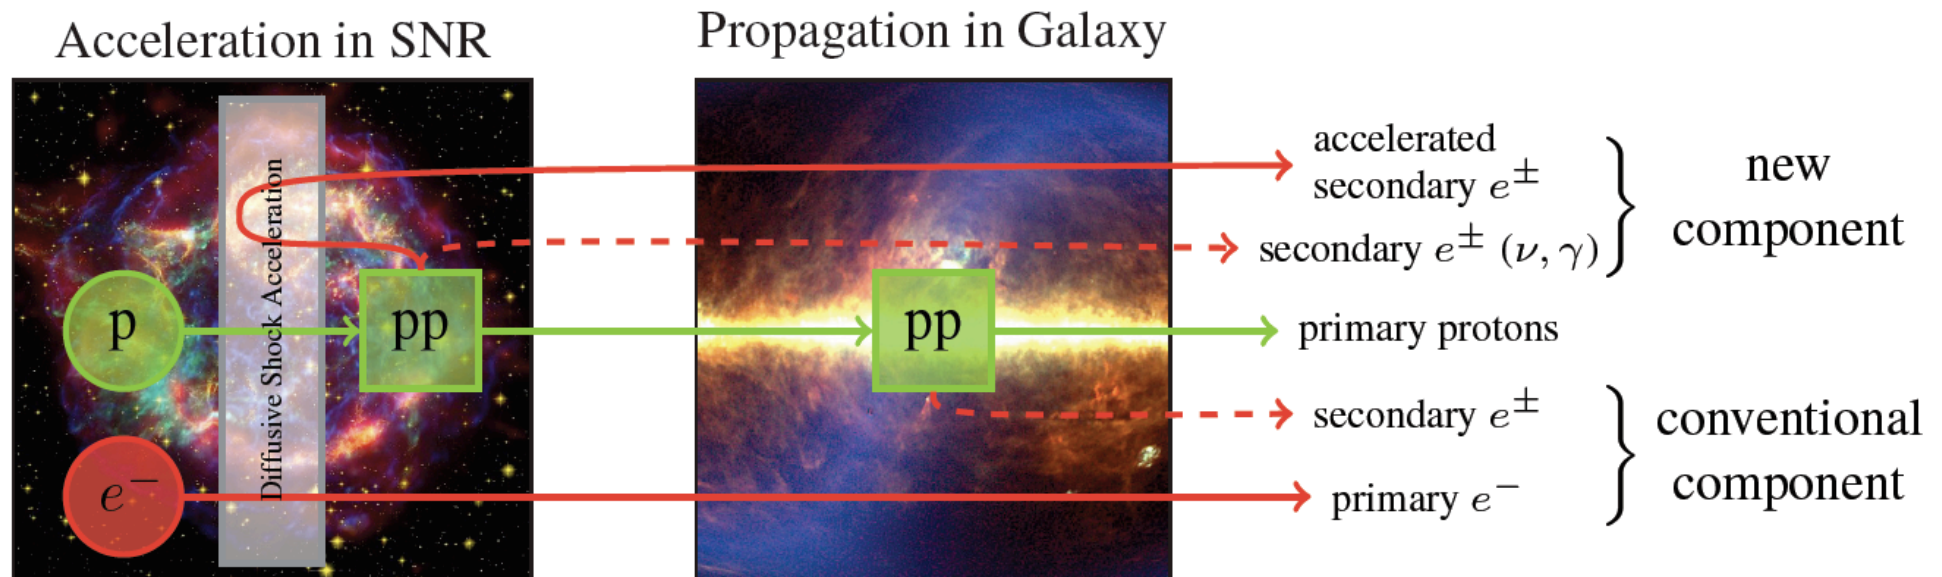 Acceleration in SNR
Propagation in Galaxy
Diffusive Shock Acceleration
p
pp
e⁻
pp
accelerated
secondary e±
secondary e± (ν, γ)
primary protons
secondary e±
primary e⁻
new
component
conventional
component